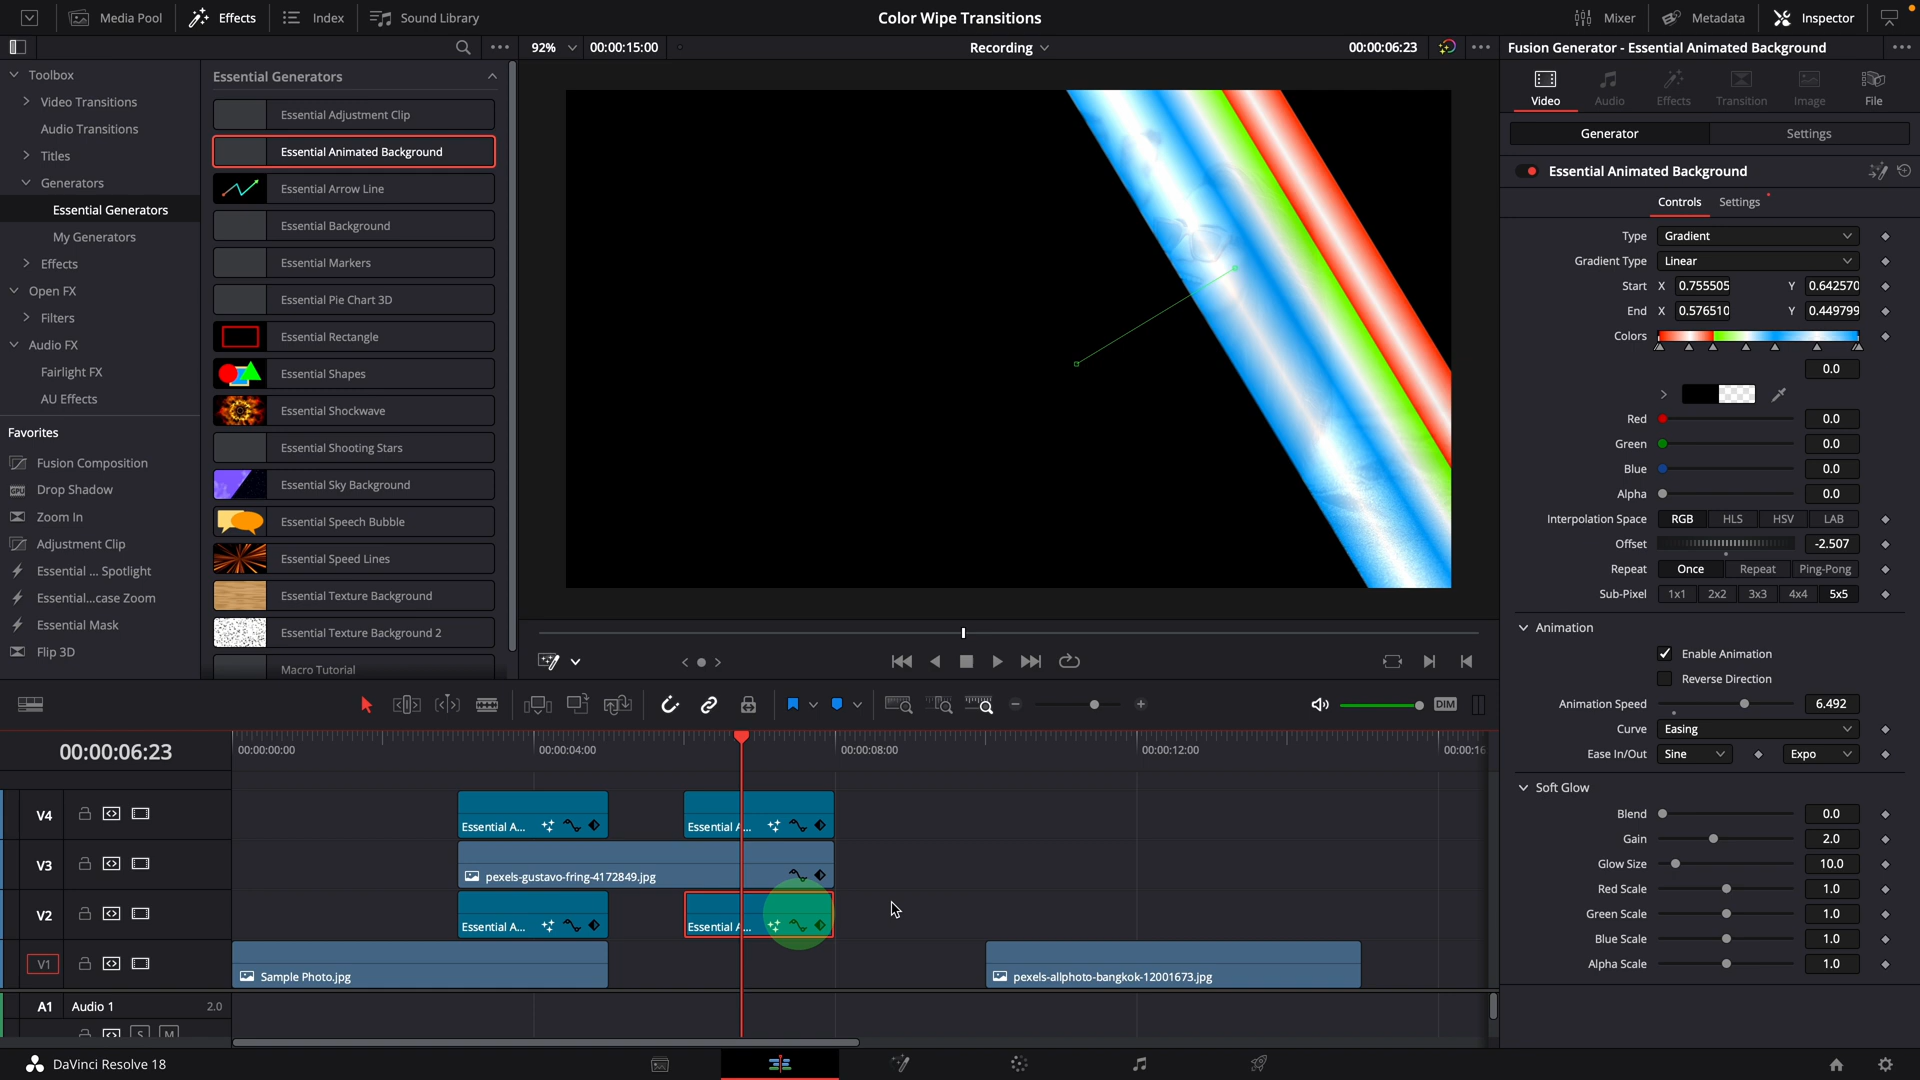 Media Pool
Effects
Index
Sound Library
Color Wipe Transitions
Mixer
Metadata
Inspector
92%
00:00:15:00
Recording
00:00:06:23
Fusion Generator - Essential Animated Background
Toolbox
Video Transitions
Audio Transitions
Titles
Generators
Essential Generators
My Generators
Effects
Open FX
Filters
Audio FX
Fairlight FX
AU Effects
Favorites
Fusion Composition
Drop Shadow
Zoom In
Adjustment Clip
Essential ... Spotlight
Essential...case Zoom
Essential Mask
Flip 3D
Essential Generators
Essential Adjustment Clip
Essential Animated Background
Essential Arrow Line
Essential Background
Essential Markers
Essential Pie Chart 3D
Essential Rectangle
Essential Shapes
Essential Shockwave
Essential Shooting Stars
Essential Sky Background
Essential Speech Bubble
Essential Speed Lines
Essential Texture Background
Essential Texture Background 2
Macro Tutorial
Video
Audio
Effects
Transition
Image
File
Generator
Settings
Essential Animated Background
Controls
Settings
Type Gradient
Gradient Type Linear
Start X 0.755505 Y 0.642570
End X 0.576510 Y 0.449799
Colors
0.0
Red 0.0
Green 0.0
Blue 0.0
Alpha 0.0
Interpolation Space RGB HLS HSV LAB
Offset -2.507
Repeat Once Repeat Ping-Pong
Sub-Pixel 1x1 2x2 3x3 4x4 5x5
Animation
Enable Animation
Reverse Direction
Animation Speed 6.492
Curve Easing
Ease In/Out Sine Expo
Soft Glow
Blend 0.0
Gain 2.0
Glow Size 10.0
Red Scale 1.0
Green Scale 1.0
Blue Scale 1.0
Alpha Scale 1.0
DIM
00:00:06:23
00:00:00:00
00:00:04:00
00:00:08:00
00:00:12:00
00:00:16
V4
Essential A...
Essential A...
V3
pexels-gustavo-fring-4172849.jpg
V2
Essential A...
Essential A...
V1
Sample Photo.jpg
pexels-allphoto-bangkok-12001673.jpg
A1 Audio 1 2.0
S M
DaVinci Resolve 18